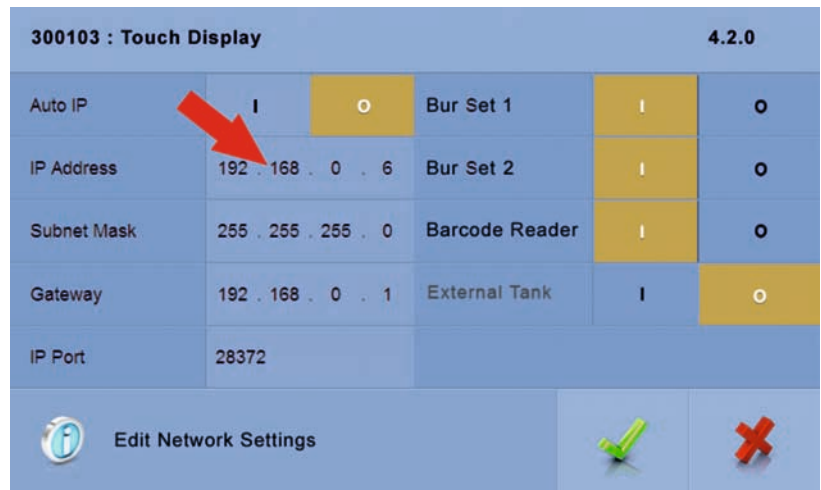 300103 : Touch Display 4.2.0
Auto IP I O Bur Set 1 I O
IP Address 192 . 168 . 0 . 6 Bur Set 2 I O
Subnet Mask 255 . 255 . 255 . 0 Barcode Reader I O
Gateway 192 . 168 . 0 . 1 External Tank I O
IP Port 28372
Edit Network Settings